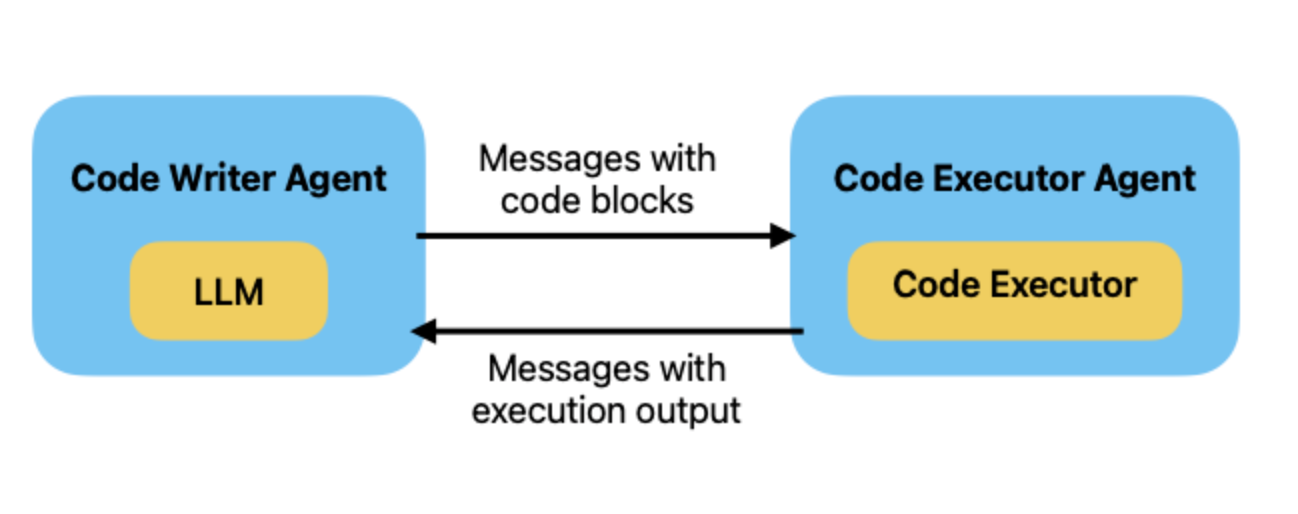 Code Writer Agent
LLM
Messages with
code blocks
Messages with
execution output
Code Executor Agent
Code Executor